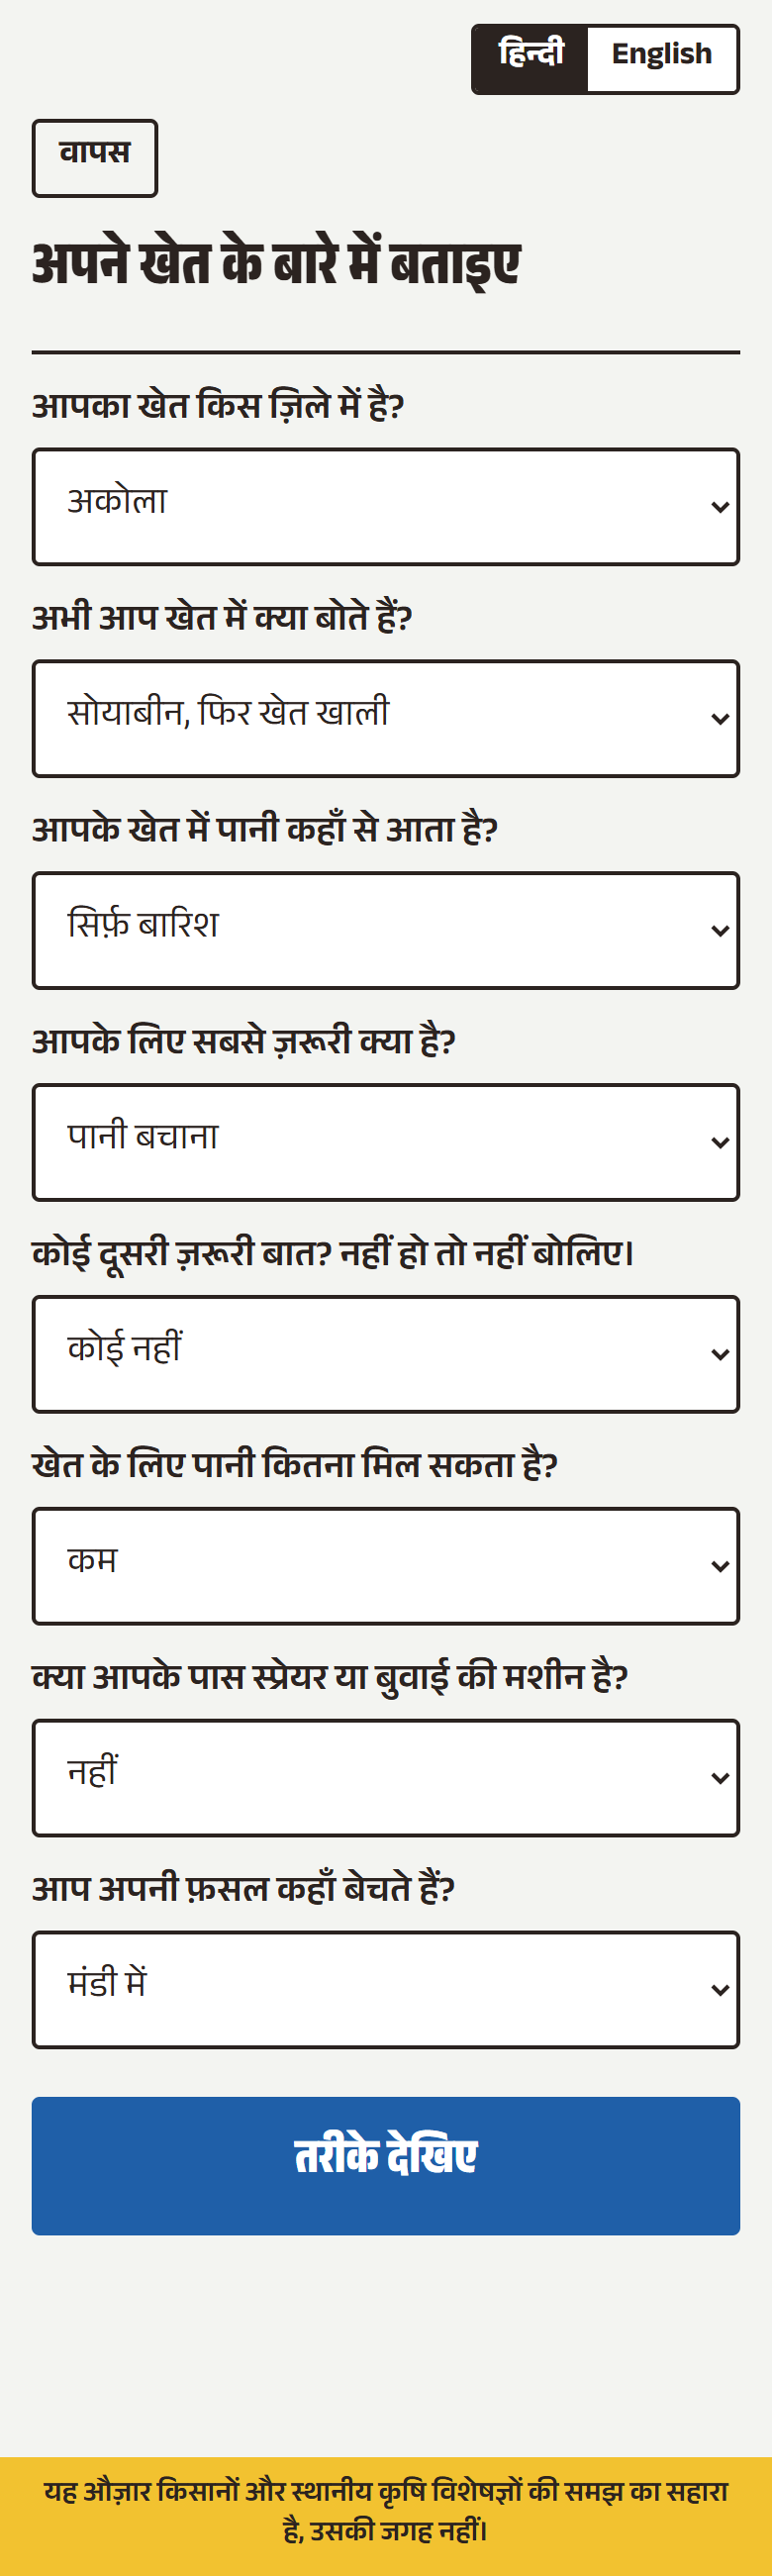 हिन्दी English
वापस
अपने खेत के बारे में बताइए
आपका खेत किस ज़िले में है?
अकोला
अभी आप खेत में क्या बोते हैं?
सोयाबीन, फिर खेत खाली
आपके खेत में पानी कहाँ से आता है?
सिर्फ़ बारिश
आपके लिए सबसे ज़रूरी क्या है?
पानी बचाना
कोई दूसरी ज़रूरी बात? नहीं हो तो नहीं बोलिए।
कोई नहीं
खेत के लिए पानी कितना मिल सकता है?
कम
क्या आपके पास स्प्रेयर या बुवाई की मशीन है?
नहीं
आप अपनी फ़सल कहाँ बेचते हैं?
मंडी में
तरीके देखिए
यह औज़ार किसानों और स्थानीय कृषि विशेषज्ञों की समझ का सहारा
है, उसकी जगह नहीं।